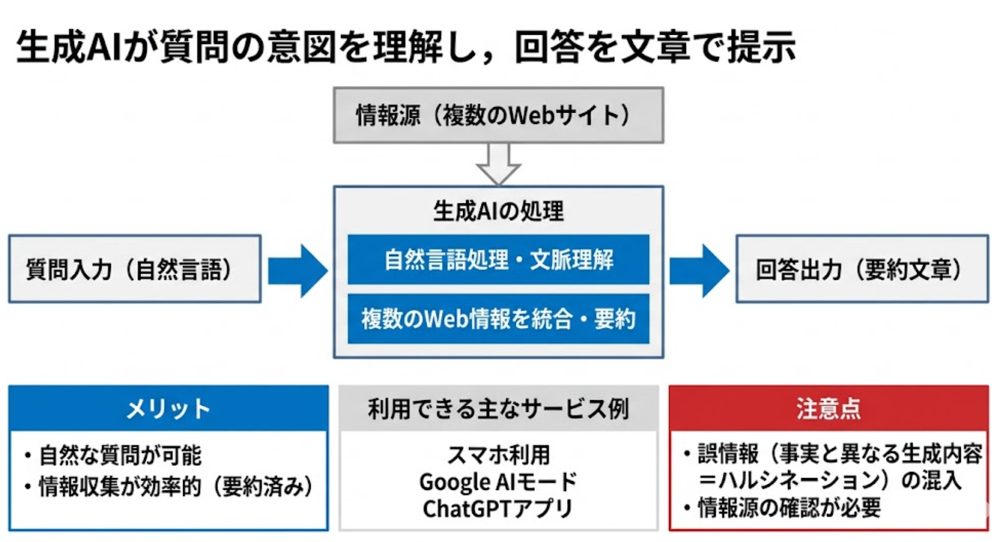 生成AIが質問の意図を理解し，回答を文章で提示
情報源（複数のWebサイト）
生成AIの処理
質問入力（自然言語）
自然言語処理・文脈理解
複数のWeb情報を統合・要約
回答出力（要約文章）
メリット
・自然な質問が可能
・情報収集が効率的（要約済み）
利用できる主なサービス例
スマホ利用
Google AIモード
ChatGPTアプリ
注意点
・誤情報（事実と異なる生成内容
＝ハルシネーション）の混入
・情報源の確認が必要